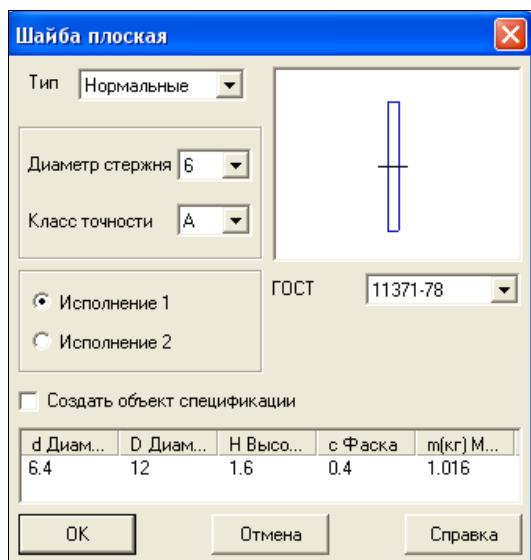 Шайба плоская
Тип Нормальные
Диаметр стержня 6
Класс точности А
Исполнение 1
Исполнение 2
ГОСТ 11371-78
Создать объект спецификации
d Диам... D Диам... H Высо... c Фаска m(кг) М...
6.4 12 1.6 0.4 1.016
OK Отмена Справка